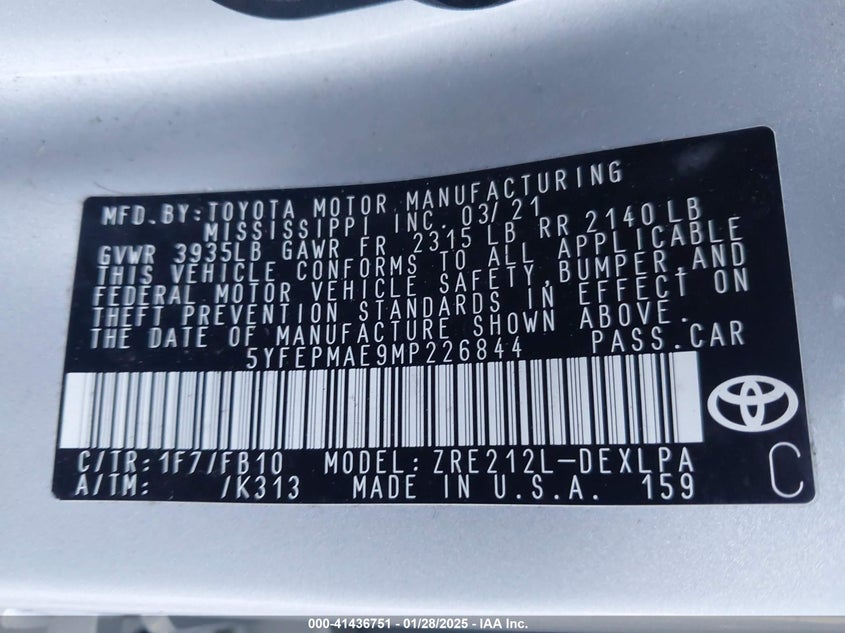 MFD. BY: TOYOTA MOTOR MANUFACTURING
MISSISSIPPI INC. 03/21
GVWR 3935LB GAWR FR 2315 LB RR 2140 LB
THIS VEHICLE CONFORMS TO ALL APPLICABLE
FEDERAL MOTOR VEHICLE SAFETY, BUMPER, AND
THEFT PREVENTION STANDARDS IN EFFECT ON
THE DATE OF MANUFACTURE SHOWN ABOVE.
5YFEPMAE9MP226844 PASS. CAR
C/TR: 1F7/FB10 MODEL: ZRE212L-DEXLPA
A/TM: /K313 MADE IN U.S.A. 159 C
000-41436751 — 01/28/2025 — IAA Inc.